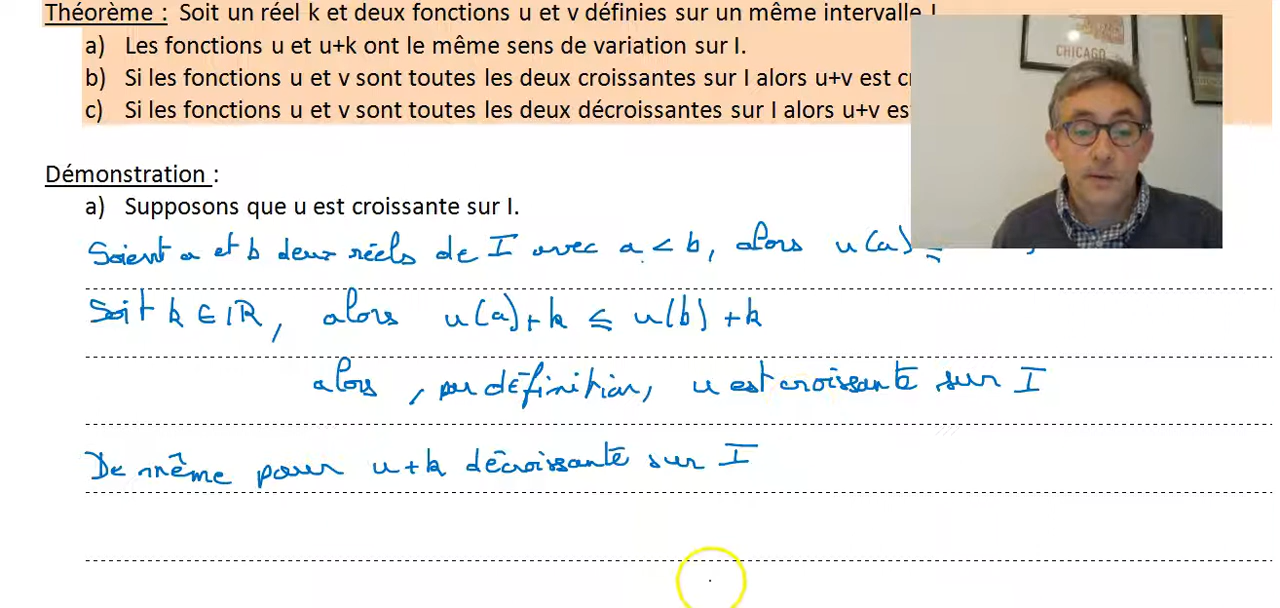 Théorème : Soit un réel k et deux fonctions u et v définies sur un même intervalle I
CHICAGO
a) Les fonctions u et u+k ont le même sens de variation sur I.
b) Si les fonctions u et v sont toutes les deux croissantes sur I alors u+v est c
c) Si les fonctions u et v sont toutes les deux décroissantes sur I alors u+v es
Démonstration :
a) Supposons que u est croissante sur I.
Soient a et b deux réels de I avec a < b, alors u(a) ≤
Soit k ∈ IR, alors u(a)+k ≤ u(b)+k
alors, par définition, u est croissante sur I
De même pour u+k décroissante sur I